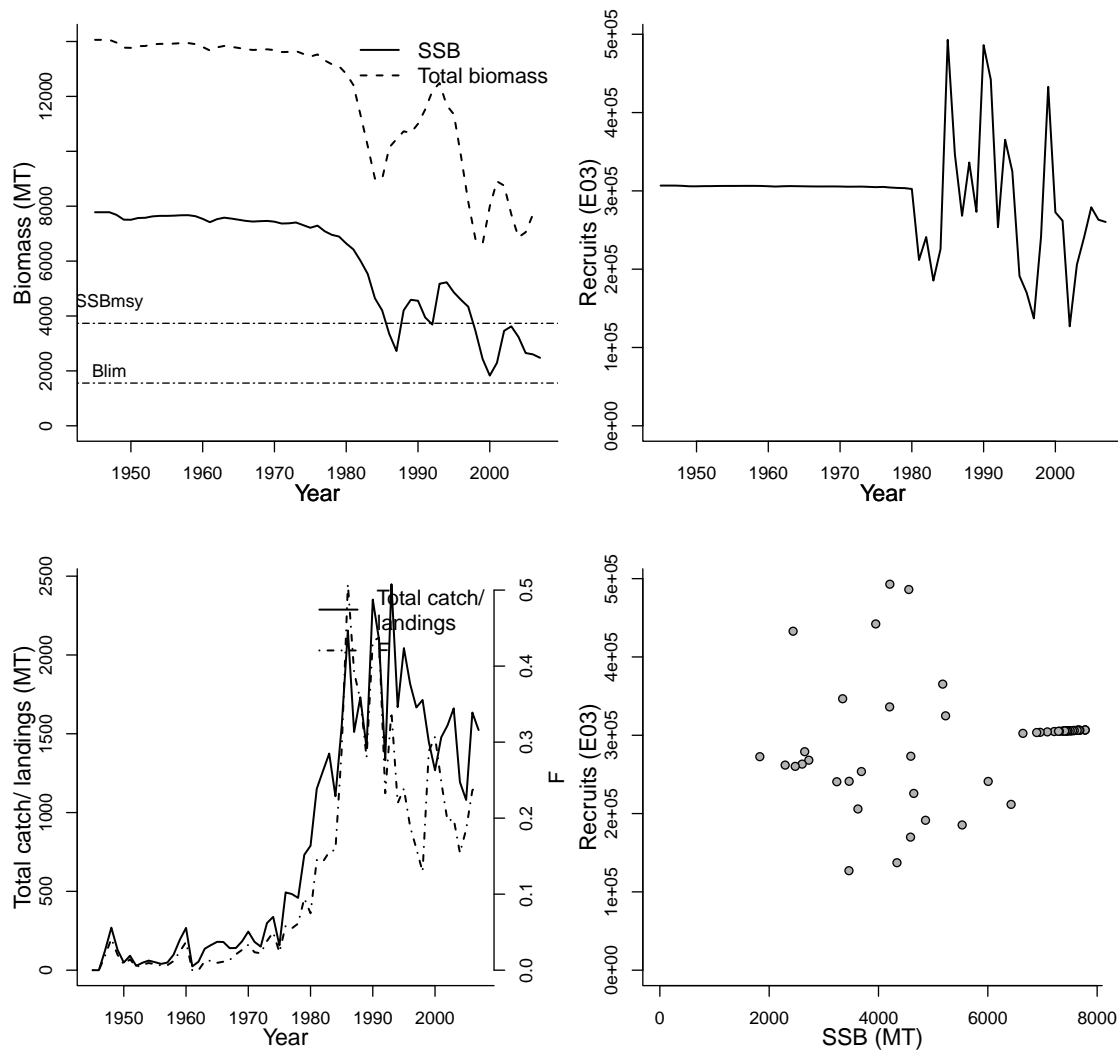 SSB
Total biomass
Biomass (MT)
0
2000
4000
6000
8000
12000
SSBmsy
Blim
1950 1960 1970 1980 1990 2000
Year
Recruits (E03)
0e+00
1e+05
2e+05
3e+05
4e+05
5e+05
1950 1960 1970 1980 1990 2000
Year
Total catch/ landings (MT)
0
500
1000
1500
2000
2500
Total catch/
landings
F
0.0
0.1
0.2
0.3
0.4
0.5
F
1950 1960 1970 1980 1990 2000
Year
Recruits (E03)
0e+00
1e+05
2e+05
3e+05
4e+05
5e+05
0 2000 4000 6000 8000
SSB (MT)